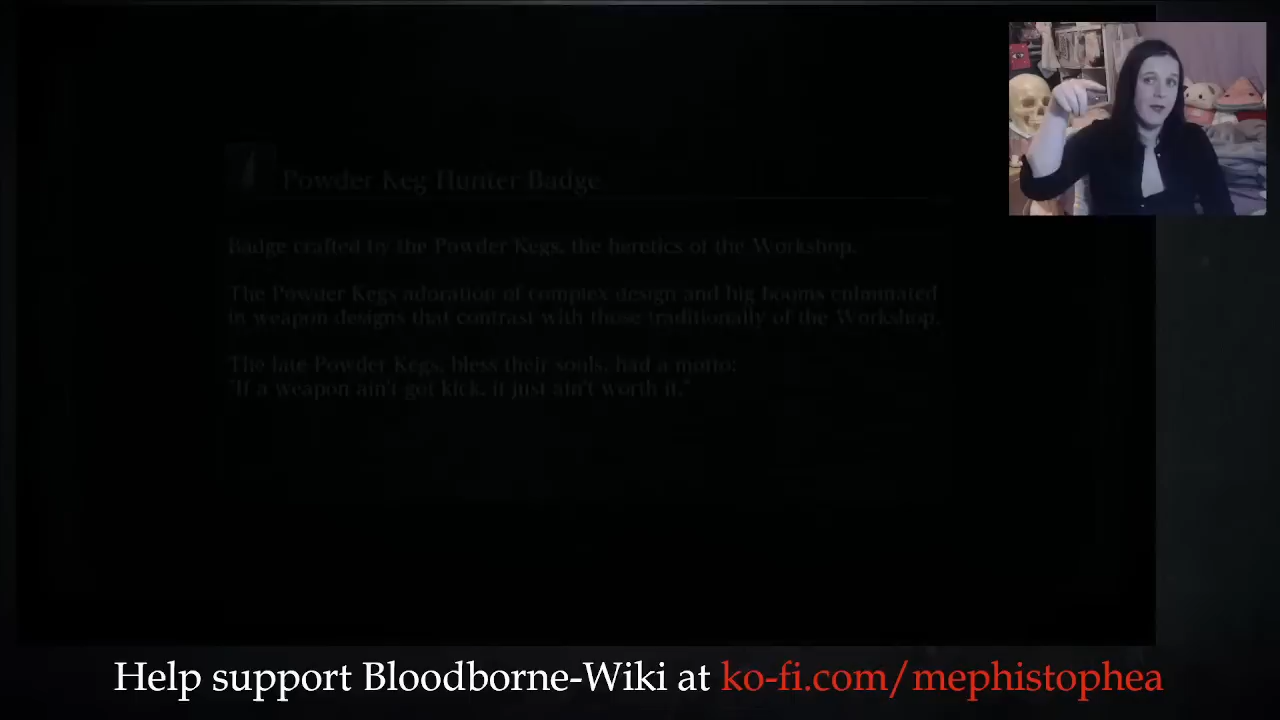 Powder Keg Hunter Badge
Badge crafted by the Powder Kegs, the heretics of the Workshop.
The Powder Kegs adoration of complex design and big booms culminated
in weapon designs that contrast with those traditionally of the Workshop.
The late Powder Kegs, bless their souls, had a motto:
"If a weapon ain't got kick, it just ain't worth it."
Help support Bloodborne-Wiki at ko-fi.com/mephistophea